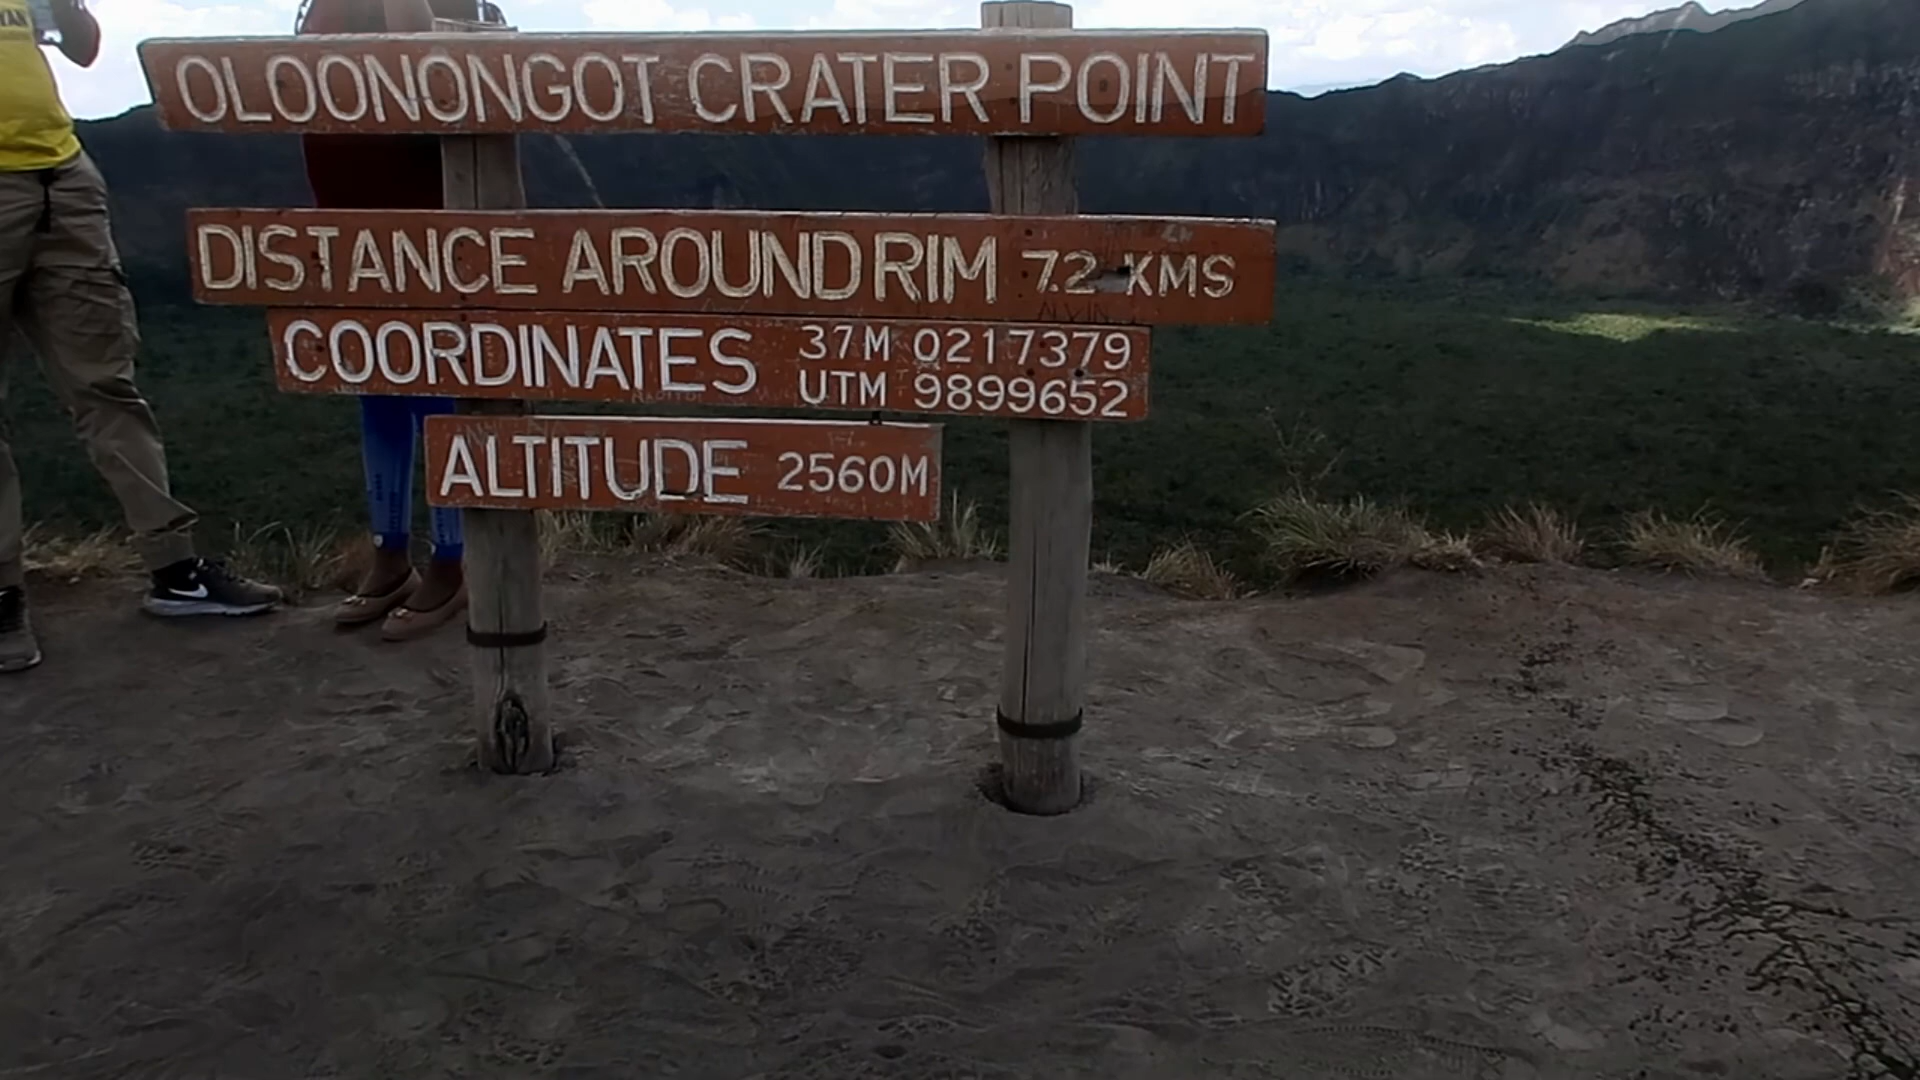 OLOONONGOT CRATER POINT
DISTANCE AROUND RIM 7.2 KMS
COORDINATES 37M 0217379
UTM 9899652
ALTITUDE 2560M